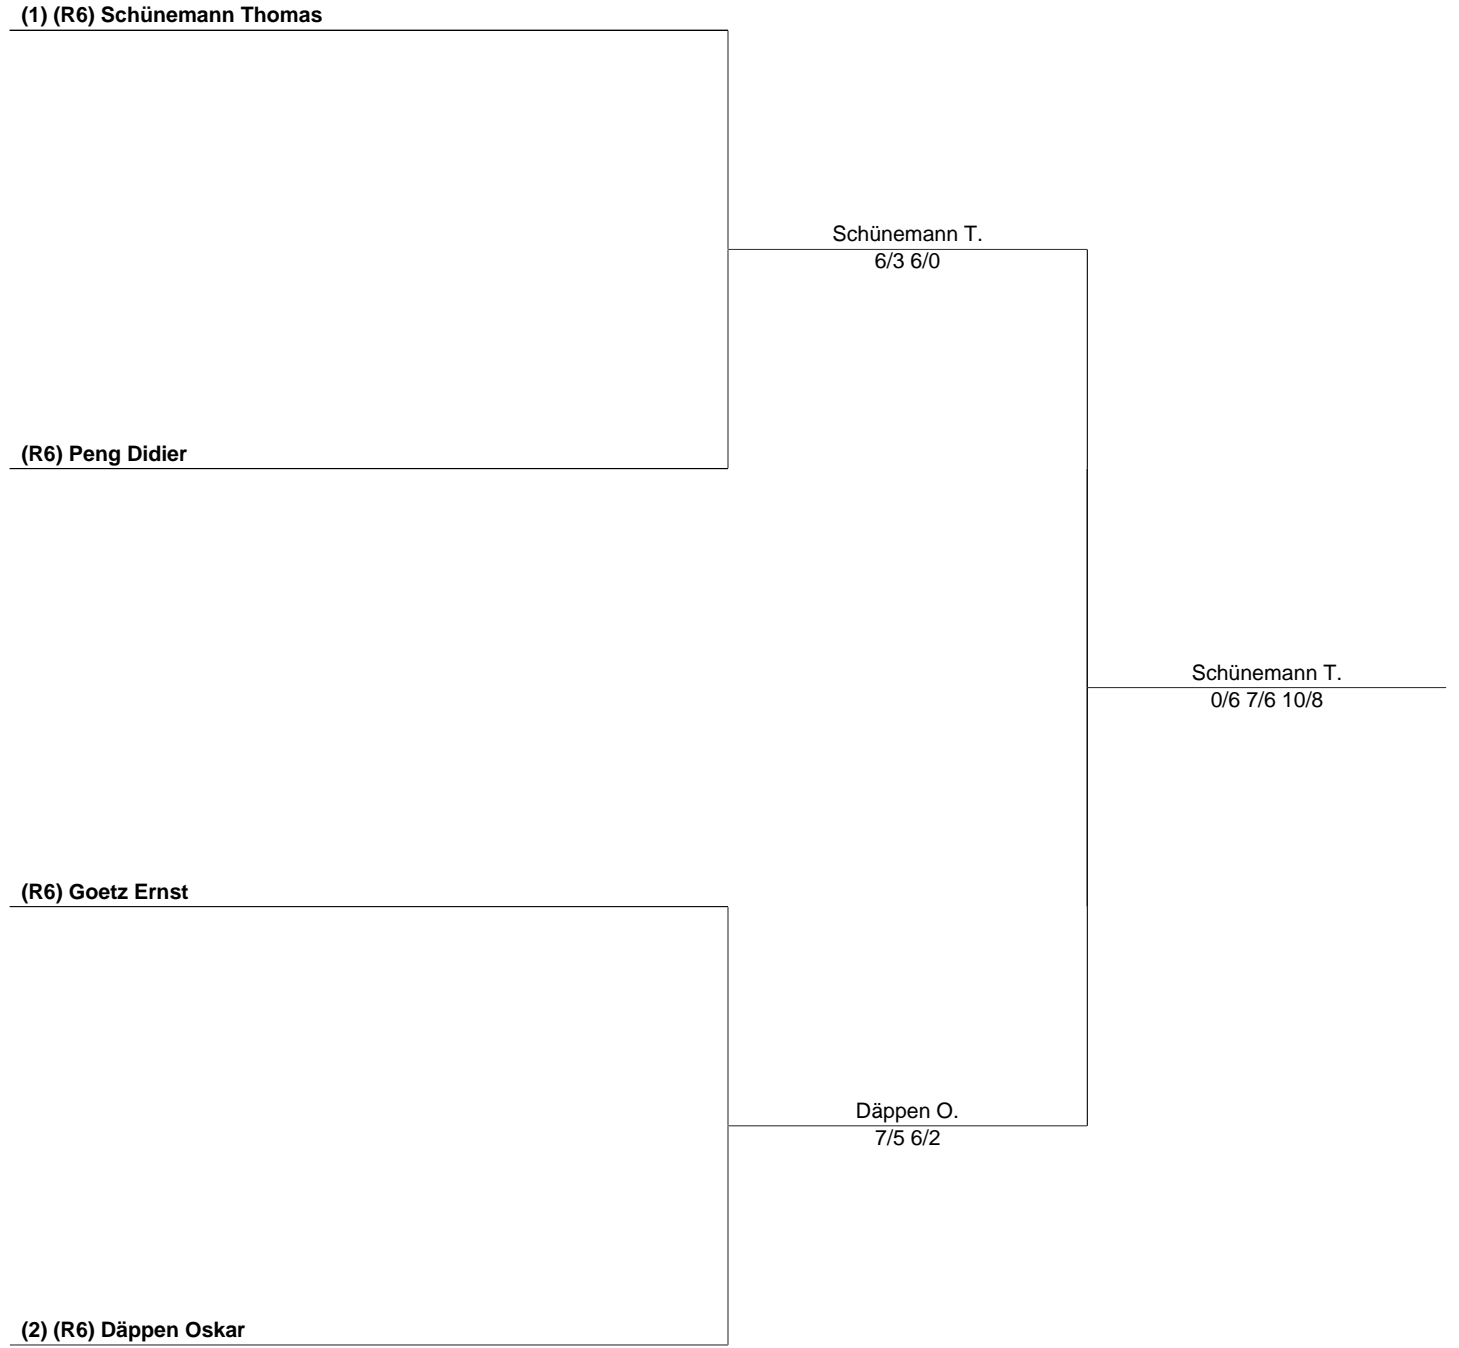 (1) (R6) Schünemann Thomas
Schünemann T.
6/3 6/0
(R6) Peng Didier
Schünemann T.
0/6 7/6 10/8
(R6) Goetz Ernst
Däppen O.
7/5 6/2
(2) (R6) Däppen Oskar